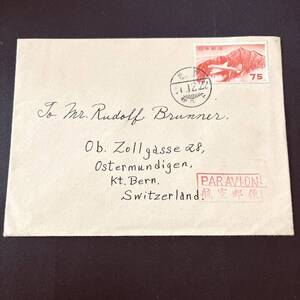 日本郵便
75
To Mr. Rudolf Brunner.
Ob. Zollgasse 28,
Ostermundigen,
Kt. Bern.
Switzerland.
PAR AVION
航空郵便